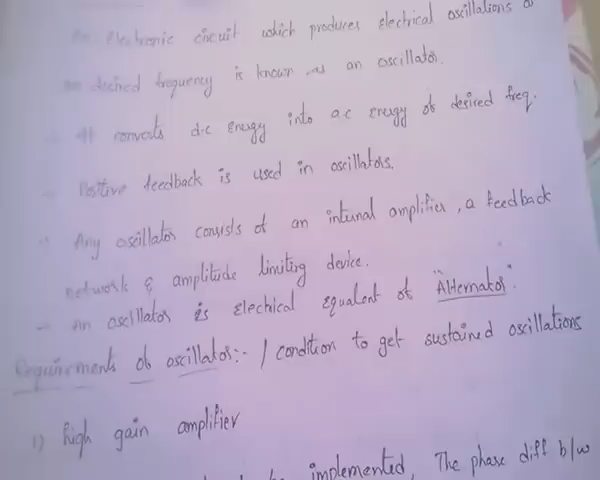 An electronic circuit which produces electrical oscillations of
desired frequency is known as an oscillator.
- It converts d.c energy into a.c energy of desired freq.
- Positive feedback is used in oscillators.
- Any oscillator consists of an internal amplifier, a feedback
network & amplitude limiting device.
- An oscillator is electrical equalent of "Alternator".
Requirements of oscillator:- / condition to get sustained oscillations
1) high gain amplifier
implemented, The phase diff b/w